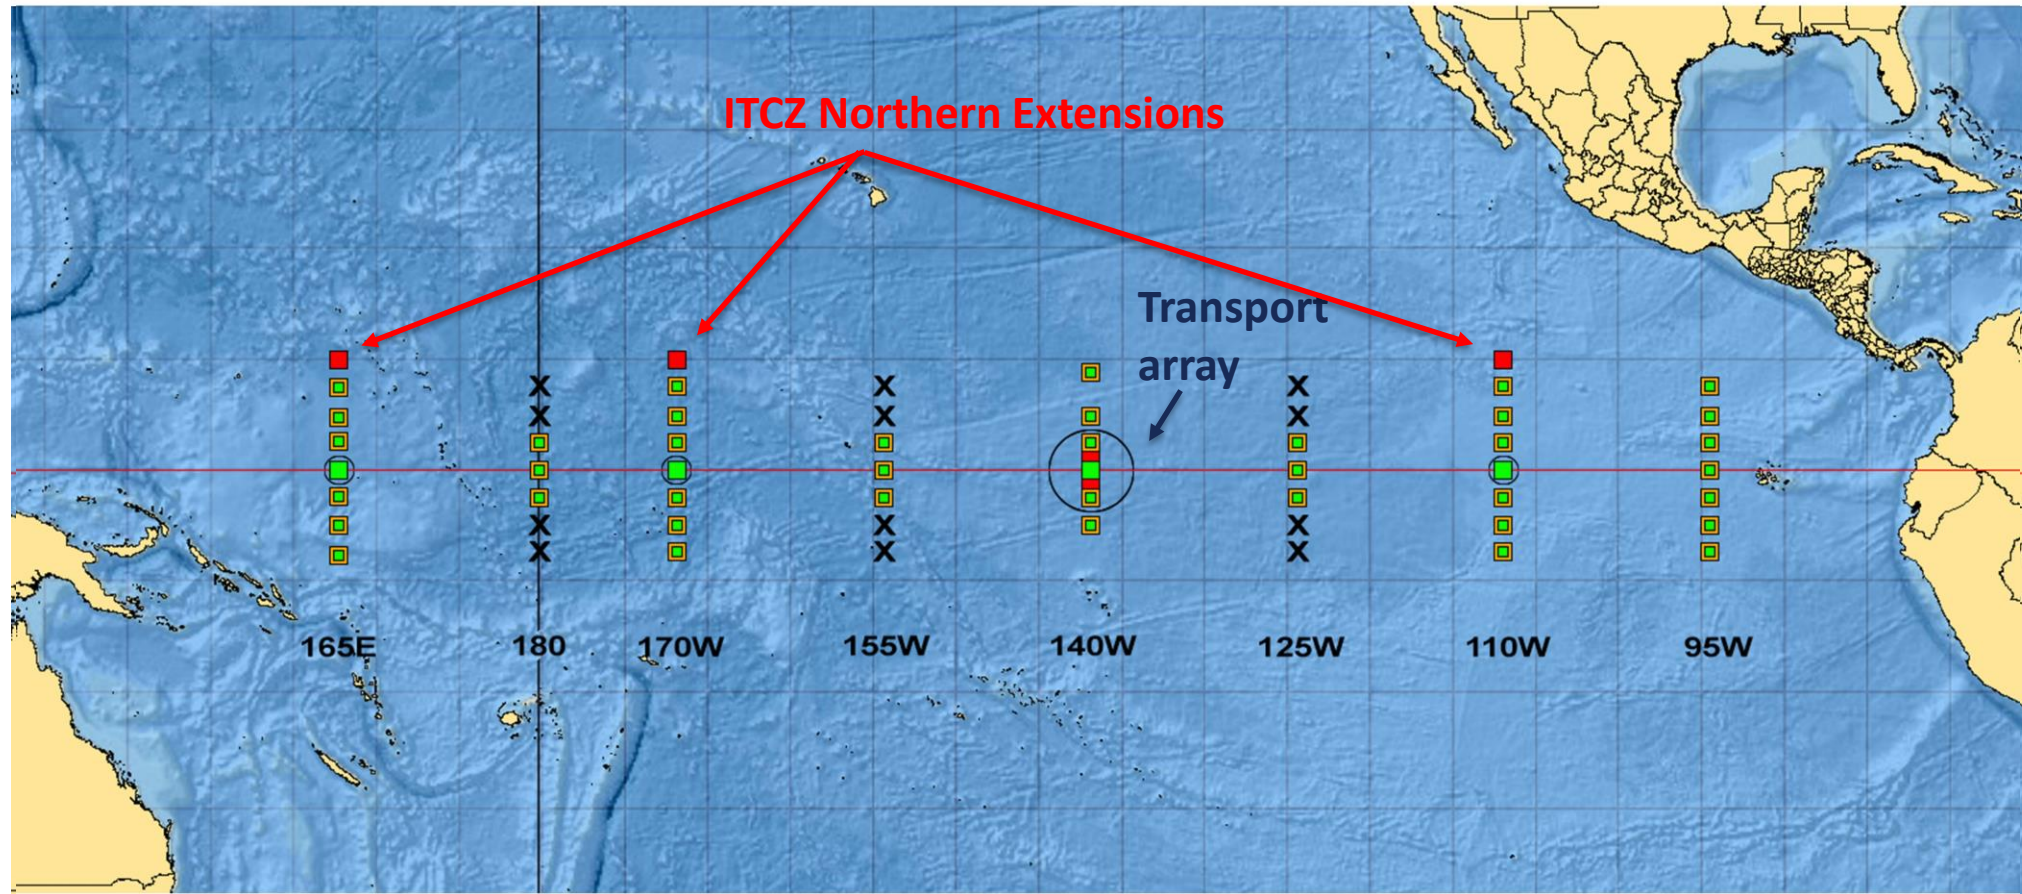 ITCZ Northern Extensions
Transport
array
X X X
X X X
X X X
X X X
165E 180 170W 155W 140W 125W 110W 95W